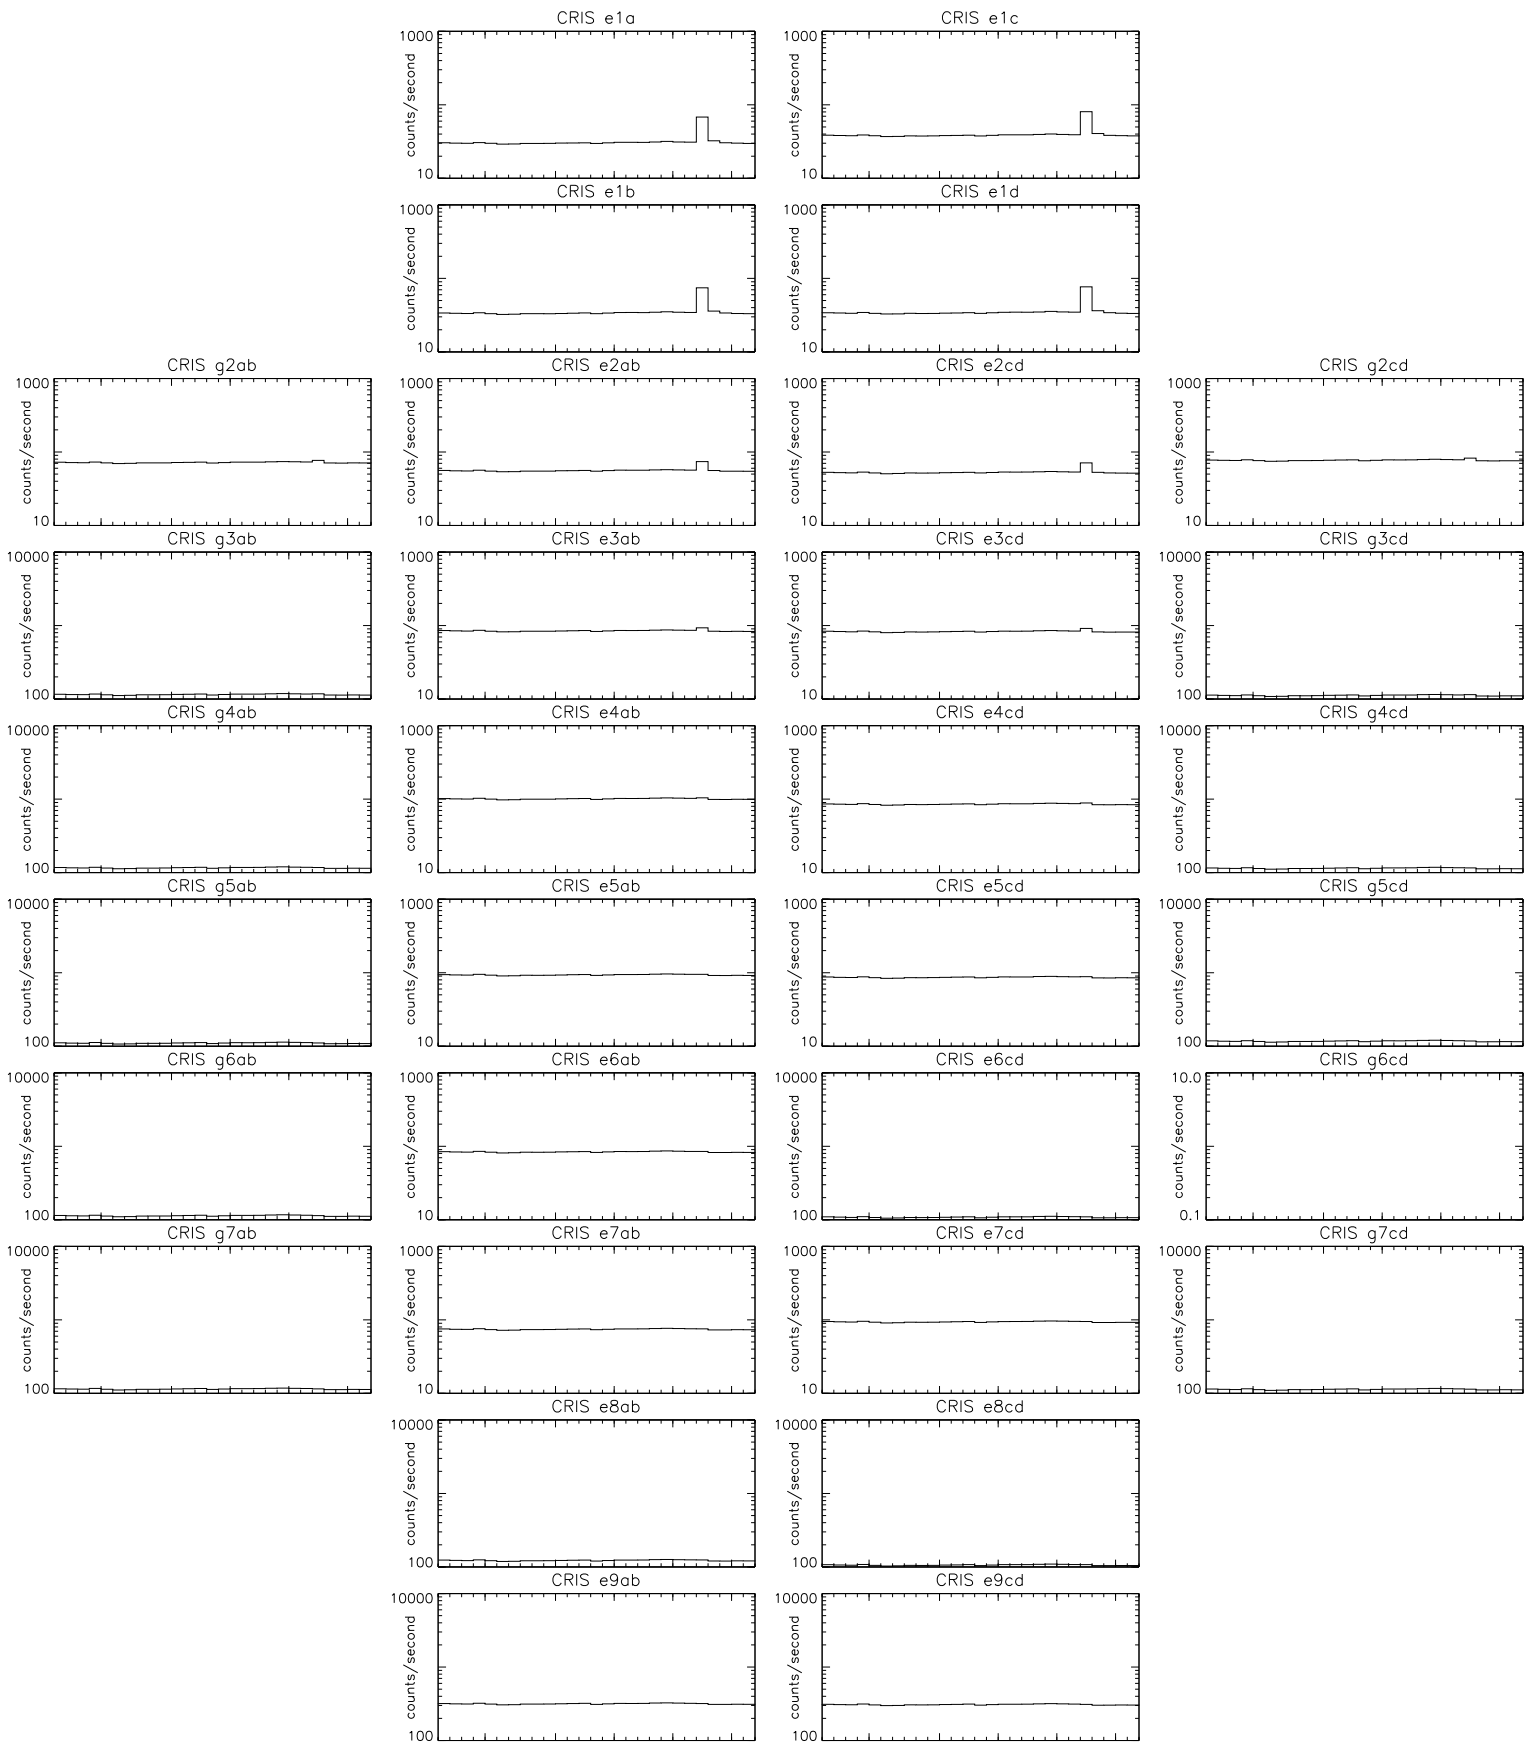 CRIS e1a
1000
counts/second
10
CRIS e1c
1000
counts/second
10
CRIS e1b
1000
counts/second
10
CRIS e1d
1000
counts/second
10
CRIS g2ab
1000
counts/second
10
CRIS e2ab
1000
counts/second
10
CRIS e2cd
1000
counts/second
10
CRIS g2cd
1000
counts/second
10
CRIS g3ab
10000
counts/second
100
CRIS e3ab
1000
counts/second
10
CRIS e3cd
1000
counts/second
10
CRIS g3cd
10000
counts/second
100
CRIS g4ab
10000
counts/second
100
CRIS e4ab
1000
counts/second
10
CRIS e4cd
1000
counts/second
10
CRIS g4cd
10000
counts/second
100
CRIS g5ab
10000
counts/second
100
CRIS e5ab
1000
counts/second
10
CRIS e5cd
1000
counts/second
10
CRIS g5cd
10000
counts/second
100
CRIS g6ab
10000
counts/second
100
CRIS e6ab
1000
counts/second
10
CRIS e6cd
10000
counts/second
100
CRIS g6cd
10.0
counts/second
0.1
CRIS g7ab
10000
counts/second
100
CRIS e7ab
1000
counts/second
10
CRIS e7cd
1000
counts/second
10
CRIS g7cd
10000
counts/second
100
CRIS e8ab
10000
counts/second
100
CRIS e8cd
10000
counts/second
100
CRIS e9ab
10000
counts/second
100
CRIS e9cd
10000
counts/second
100